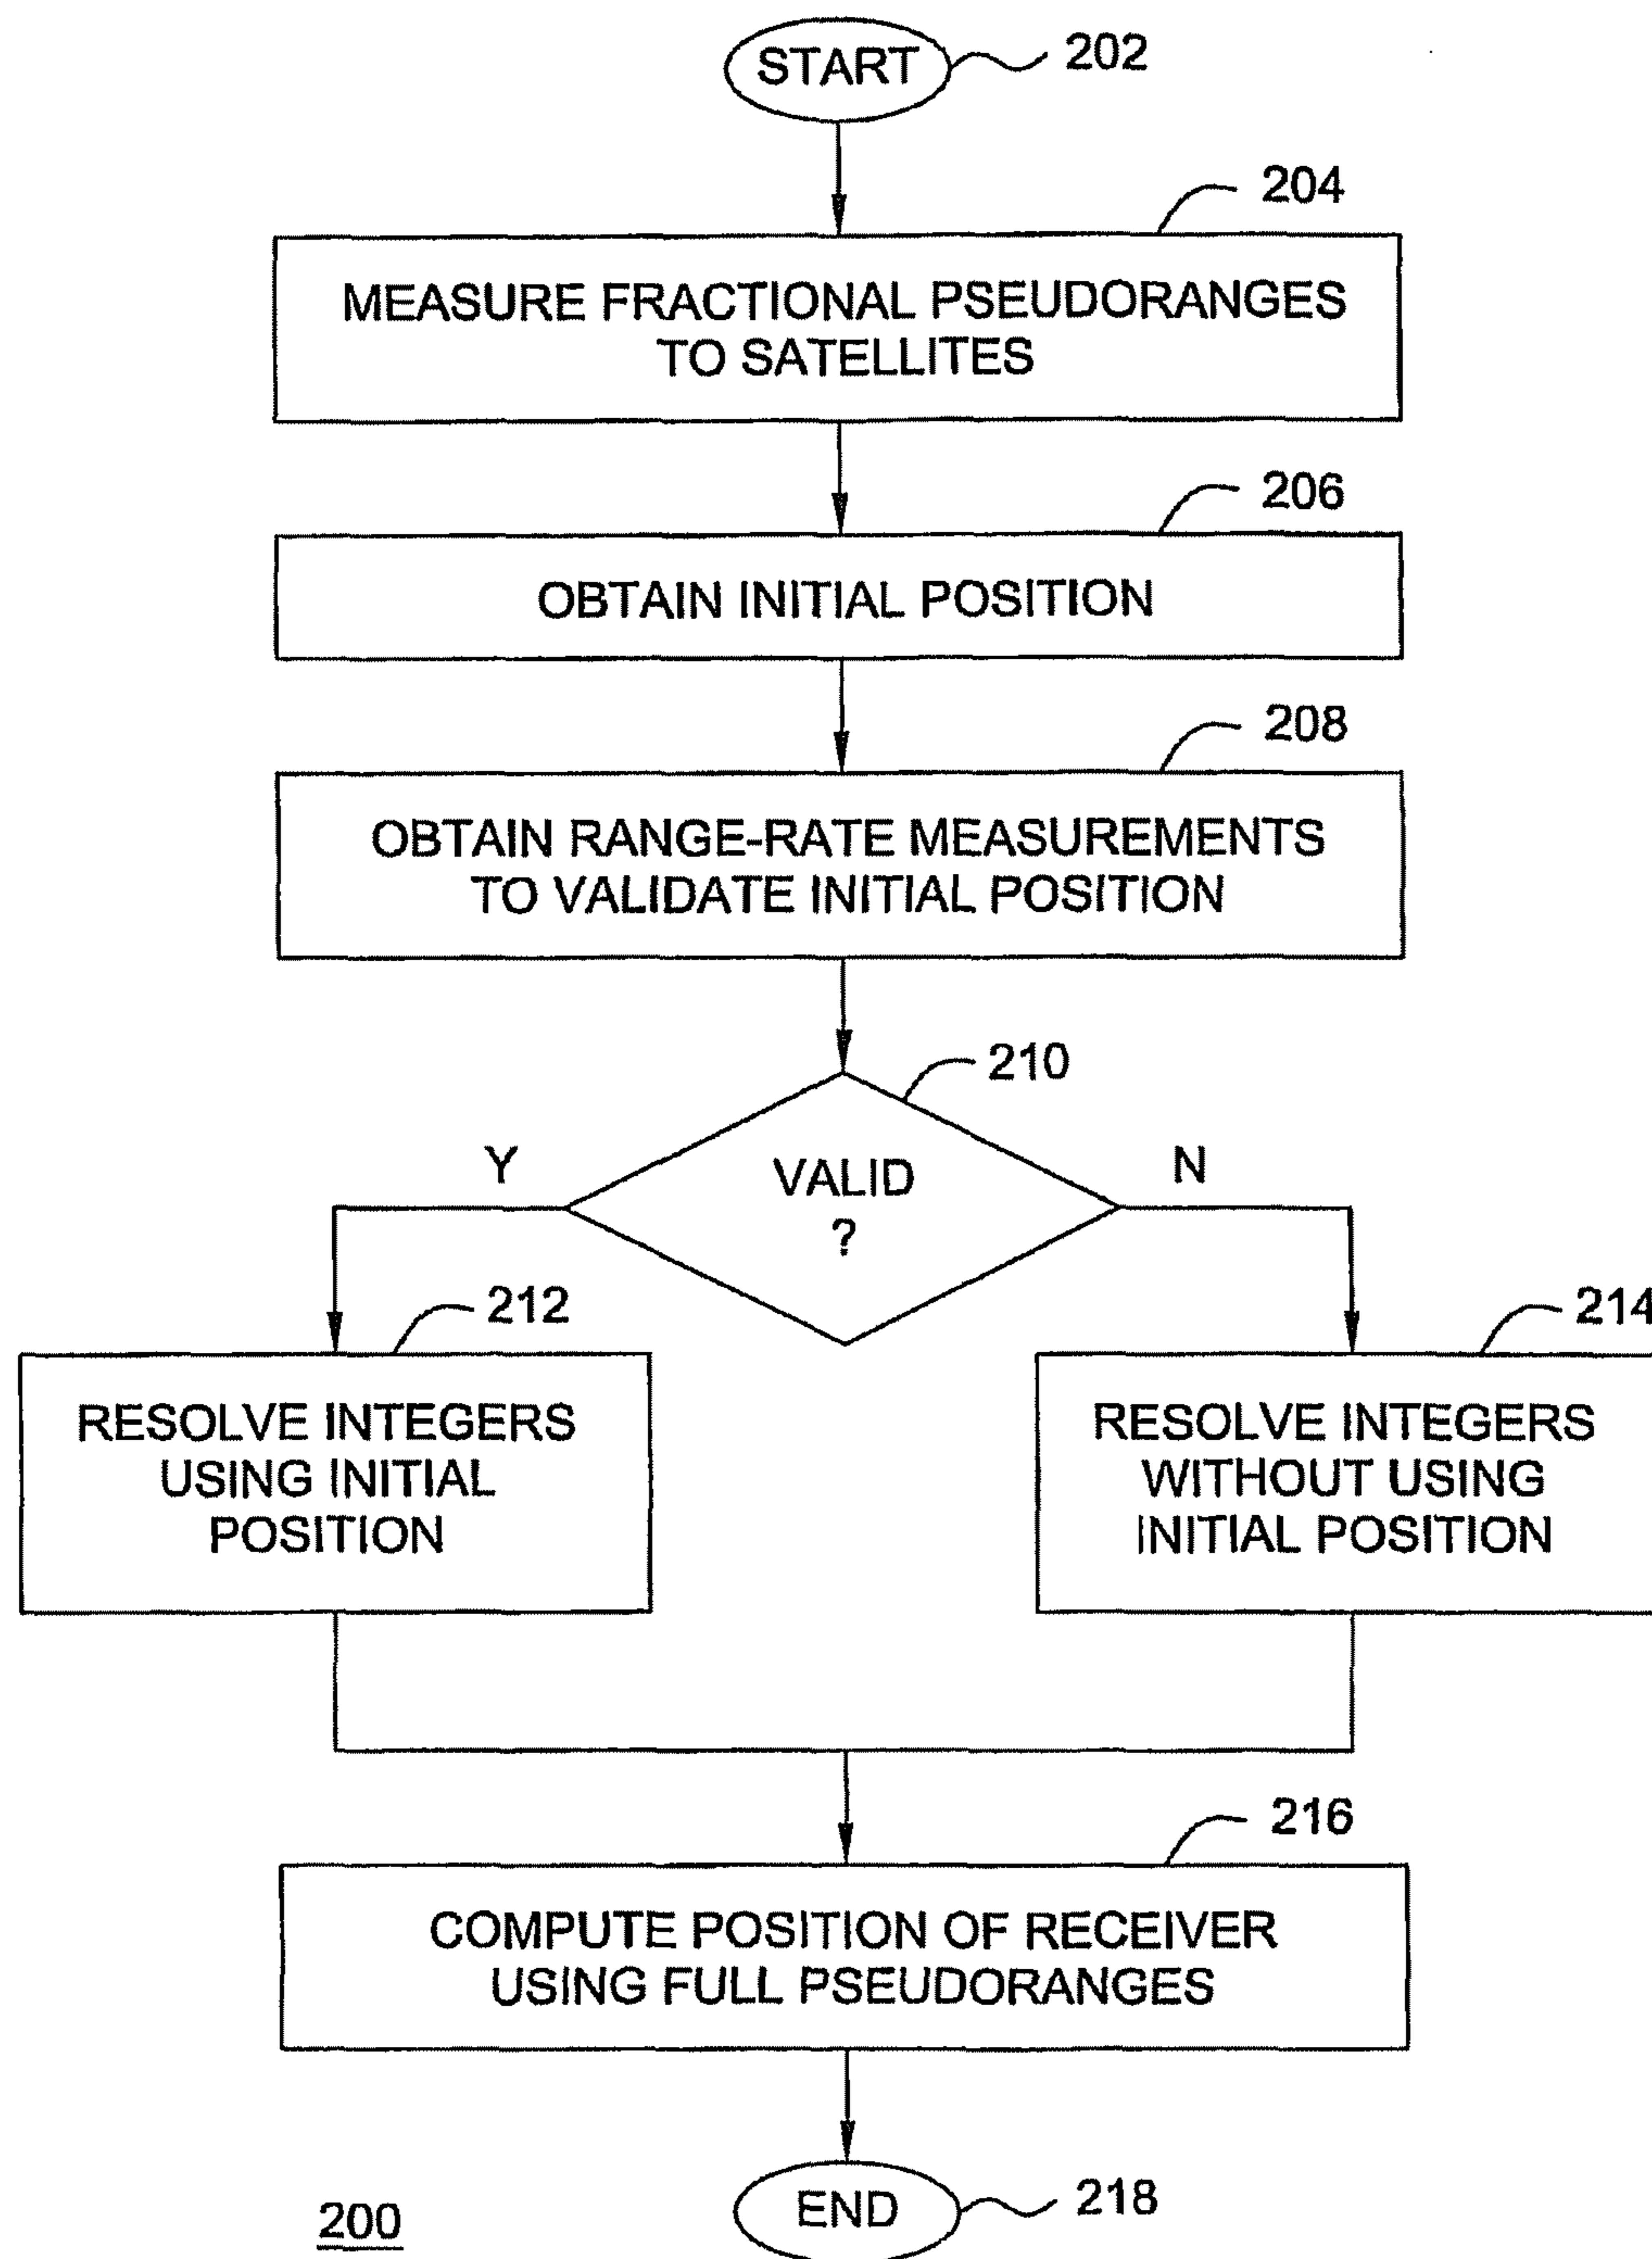 START
202
204
MEASURE FRACTIONAL PSEUDORANGES
TO SATELLITES
206
OBTAIN INITIAL POSITION
208
OBTAIN RANGE-RATE MEASUREMENTS
TO VALIDATE INITIAL POSITION
210
Y
VALID
?
N
212
RESOLVE INTEGERS
USING INITIAL
POSITION
214
RESOLVE INTEGERS
WITHOUT USING
INITIAL POSITION
216
COMPUTE POSITION OF RECEIVER
USING FULL PSEUDORANGES
END
218
200